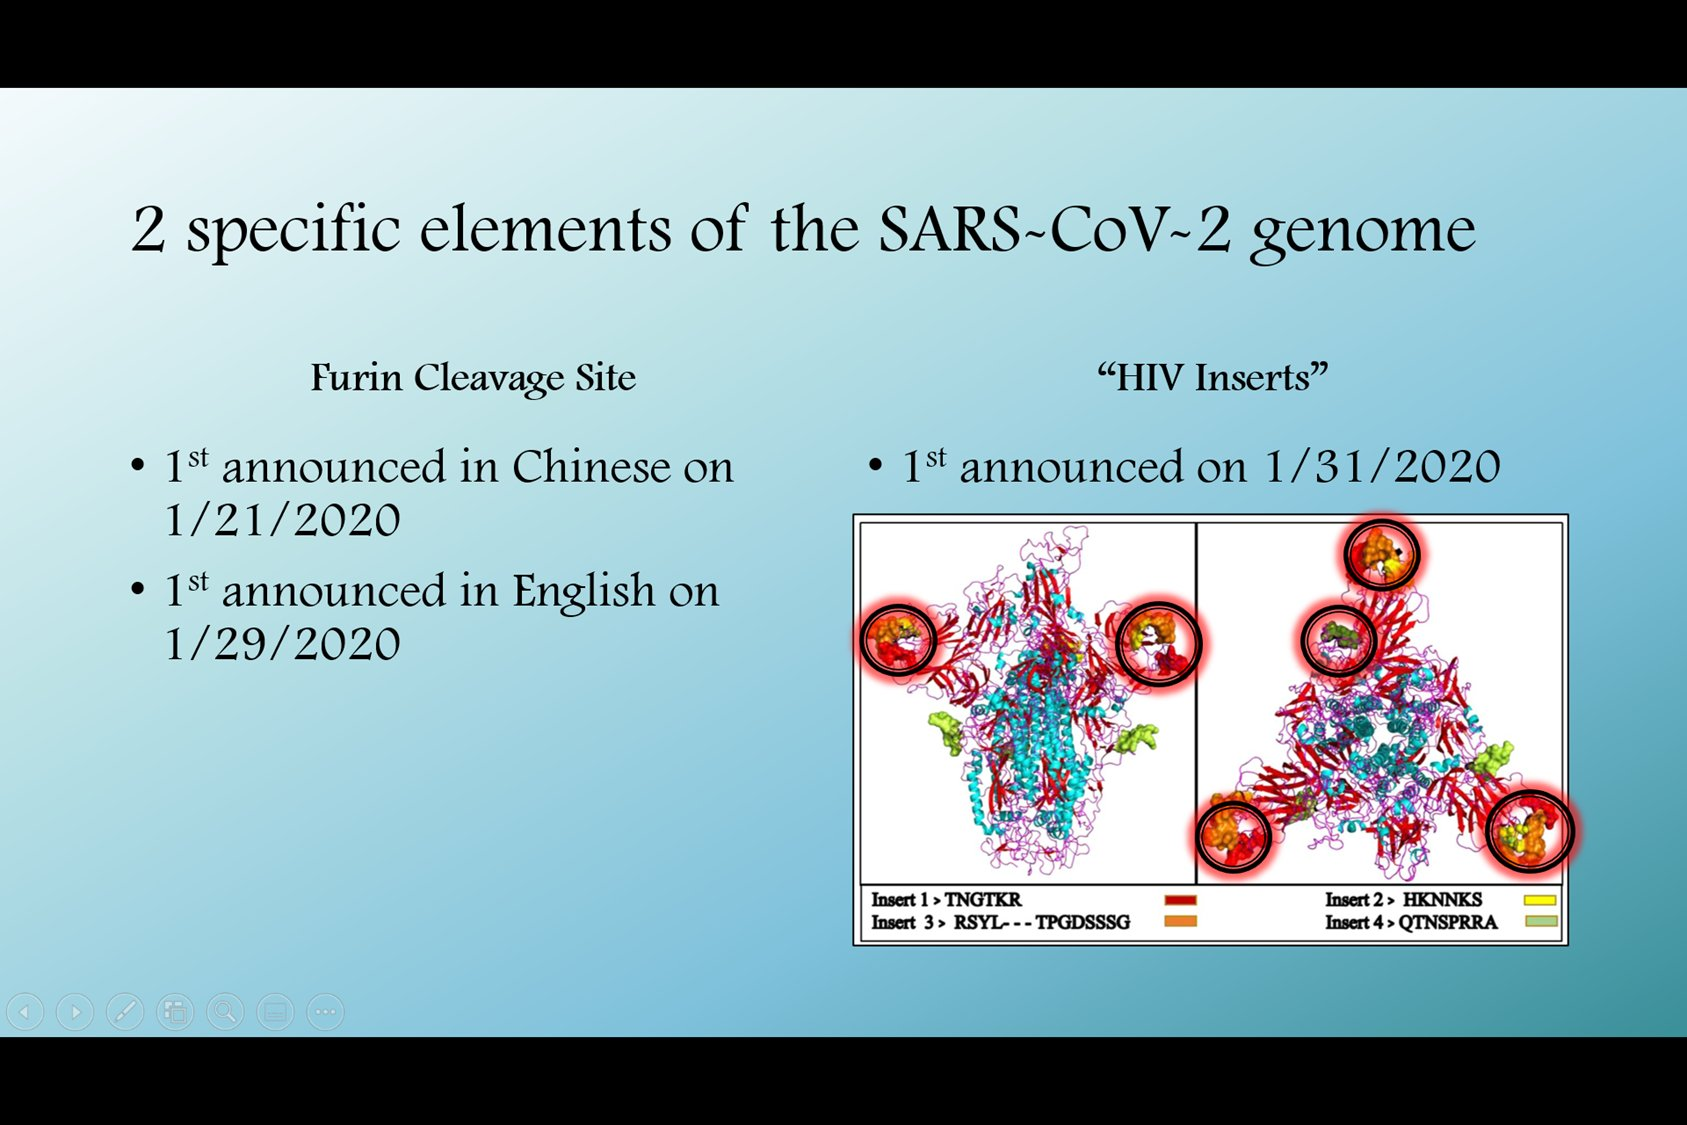 2 specific elements of the SARS-CoV-2 genome
Furin Cleavage Site
• 1st announced in Chinese on
1/21/2020
• 1st announced in English on
1/29/2020
“HIV Inserts”
• 1st announced on 1/31/2020
Insert 1 > TNGTKR
Insert 2 > HKNNKS
Insert 3 > RSYL- - - TPGDSSSG
Insert 4 > QTNSPRRA